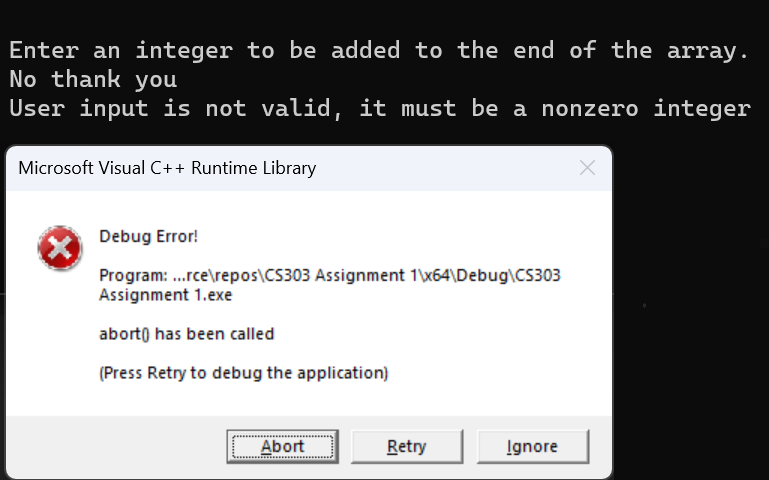 Enter an integer to be added to the end of the array.
No thank you
User input is not valid, it must be a nonzero integer
Microsoft Visual C++ Runtime Library
Debug Error!
Program: ...rce\repos\CS303 Assignment 1\x64\Debug\CS303
Assignment 1.exe
abort() has been called
(Press Retry to debug the application)
Abort Retry Ignore